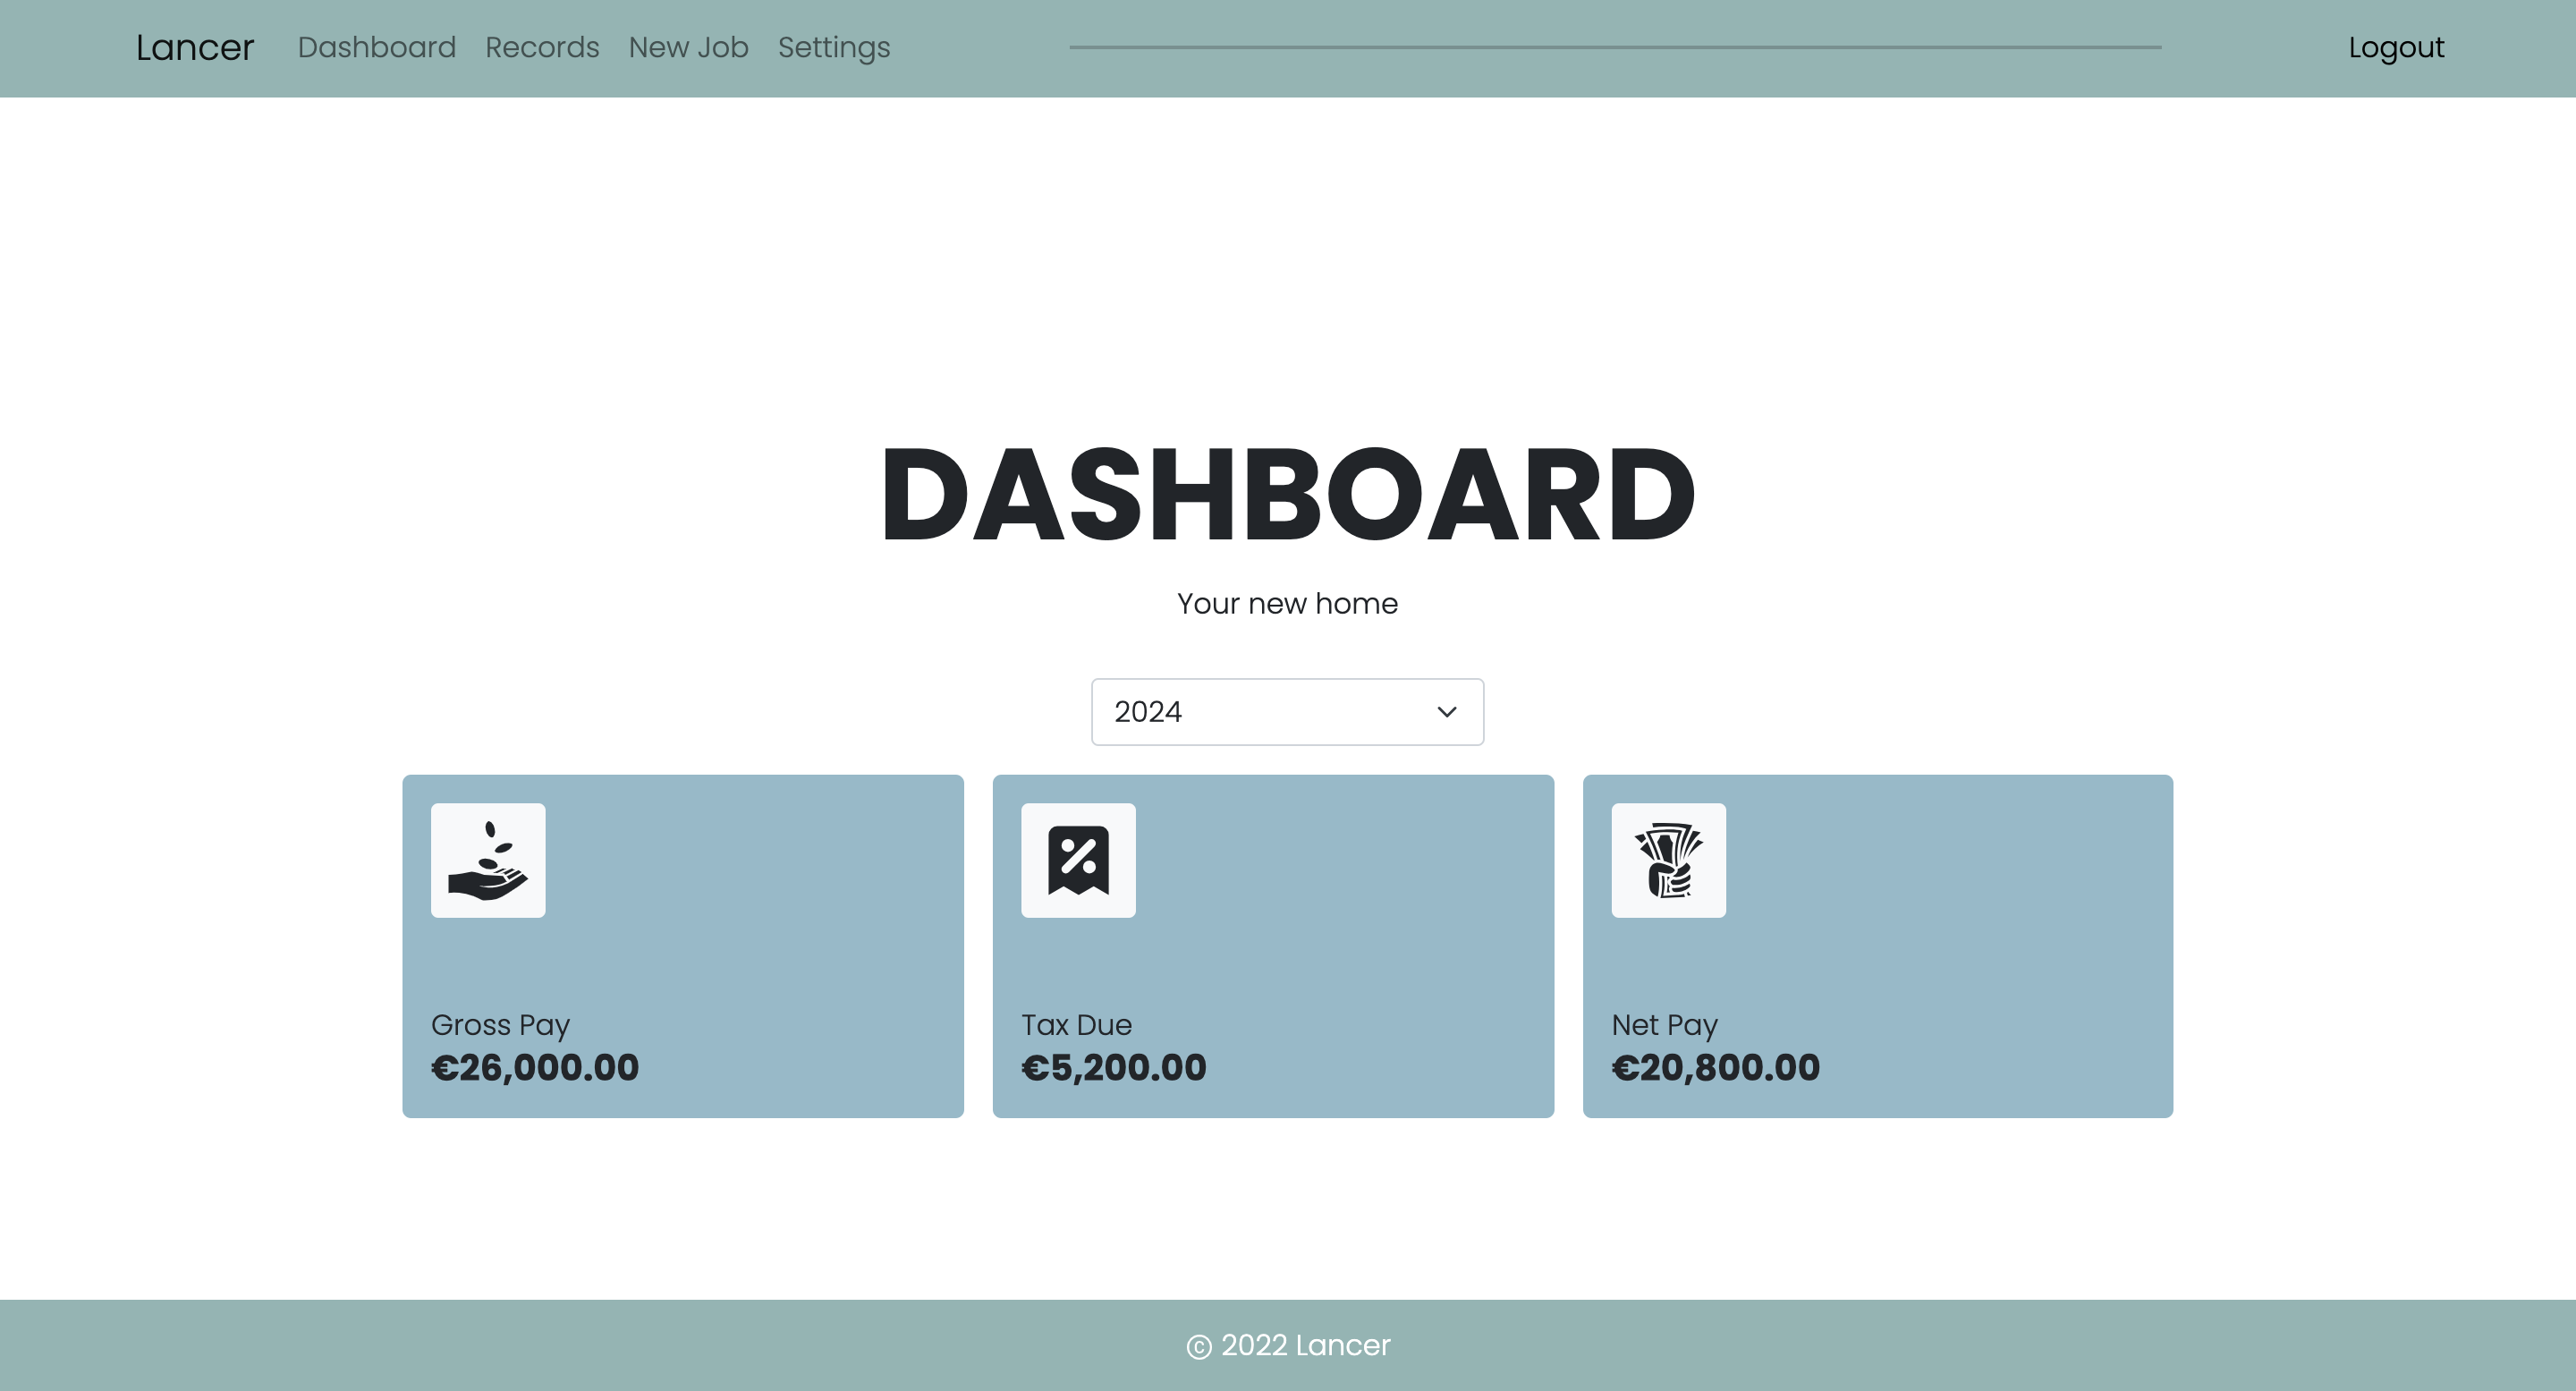 Lancer Dashboard Records New Job Settings Logout
DASHBOARD
Your new home
2024
Gross Pay
€26,000.00
Tax Due
€5,200.00
Net Pay
€20,800.00
© 2022 Lancer